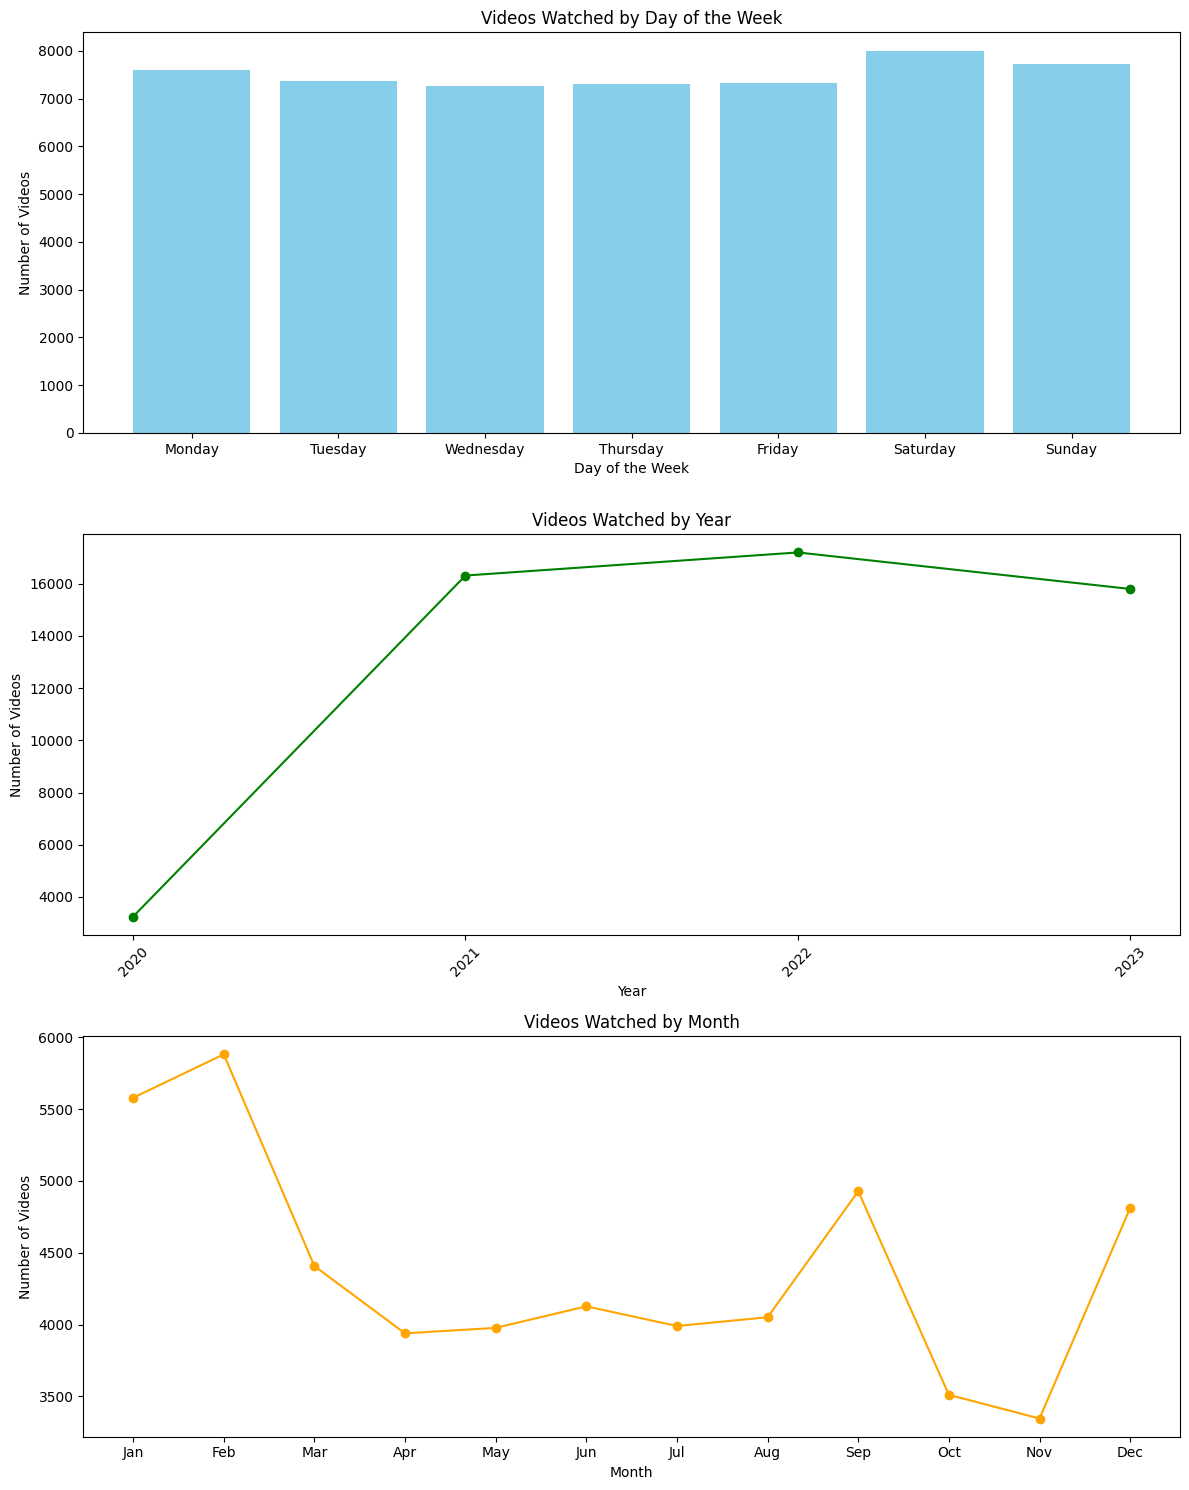 Videos Watched by Day of the Week
Number of Videos
8000
7000
6000
5000
4000
3000
2000
1000
0
Monday Tuesday Wednesday Thursday Friday Saturday Sunday
Day of the Week
Videos Watched by Year
Number of Videos
16000
14000
12000
10000
8000
6000
4000
2020 2021 2022 2023
Year
Videos Watched by Month
Number of Videos
6000
5500
5000
4500
4000
3500
Jan Feb Mar Apr May Jun Jul Aug Sep Oct Nov Dec
Month